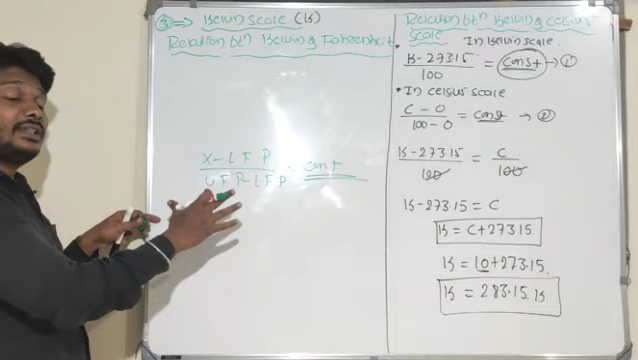 ③ ⇒ Kelvin scale (K)
Relation btⁿ Kelvin & Fahrenheit
X - L F P / U F P - L F P = const
Relation btⁿ Kelvin & Celsius
scale
In Kelvin scale.
K - 273.15 / 100 = const → ①
* In celsius scale
C - 0 / 100 - 0 = const → ②
K - 273.15 / 100 = C / 100
K - 273.15 = C
K = C + 273.15.
K = 10 + 273.15.
K = 283.15. K